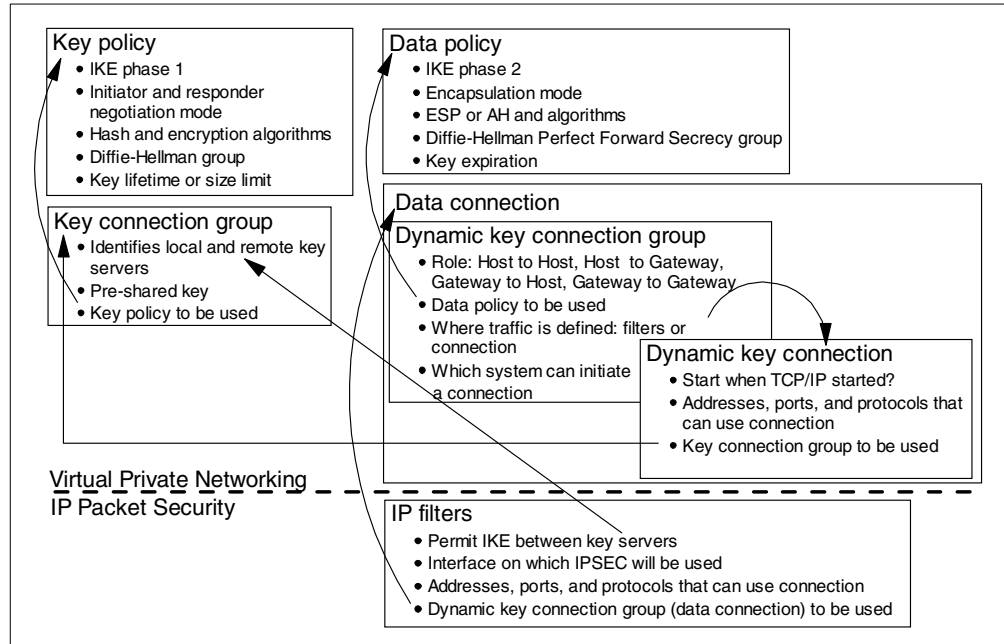 Key policy
• IKE phase 1
• Initiator and responder
negotiation mode
• Hash and encryption algorithms
• Diffie-Hellman group
• Key lifetime or size limit
Data policy
• IKE phase 2
• Encapsulation mode
• ESP or AH and algorithms
• Diffie-Hellman Perfect Forward Secrecy group
• Key expiration
Key connection group
• Identifies local and remote key
servers
• Pre-shared key
• Key policy to be used
Data connection
Dynamic key connection group
• Role: Host to Host, Host to Gateway,
Gateway to Host, Gateway to Gateway
• Data policy to be used
• Where traffic is defined: filters or
connection
• Which system can initiate
a connection
Dynamic key connection
• Start when TCP/IP started?
• Addresses, ports, and protocols that
can use connection
• Key connection group to be used
Virtual Private Networking
IP Packet Security
IP filters
• Permit IKE between key servers
• Interface on which IPSEC will be used
• Addresses, ports, and protocols that can use connection
• Dynamic key connection group (data connection) to be used